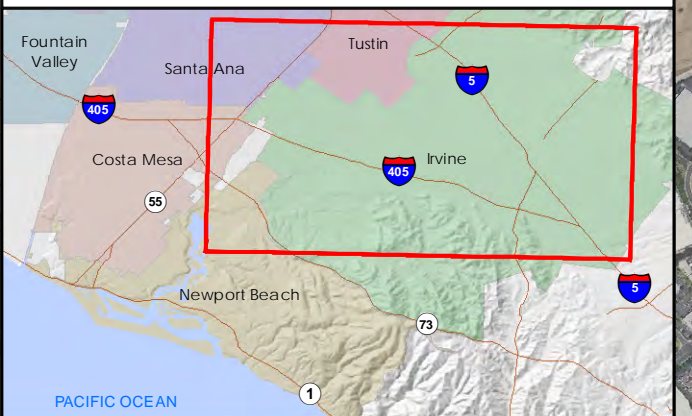 Fountain
Valley
Santa Ana
Tustin
5
405
Costa Mesa
Irvine
405
55
Newport Beach
5
73
1
PACIFIC OCEAN